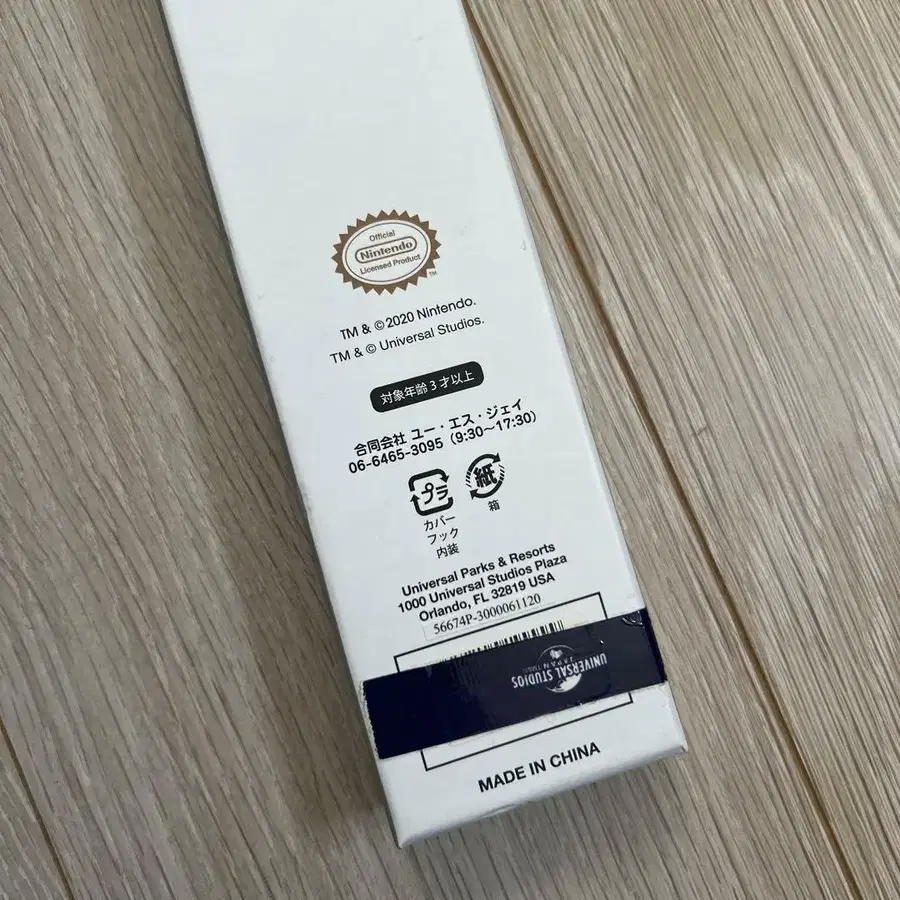 Official
Nintendo
Licensed Product
TM
TM & © 2020 Nintendo.
TM & © Universal Studios.
対象年齢3才以上
合同会社 ユー・エス・ジェイ
06-6465-3095（9:30～17:30）
プラ
紙
カバー
フック
内装
箱
Universal Parks & Resorts
1000 Universal Studios Plaza
Orlando, FL 32819 USA
56674P-3000061120
UNIVERSAL STUDIOS
JAPAN
MADE IN CHINA